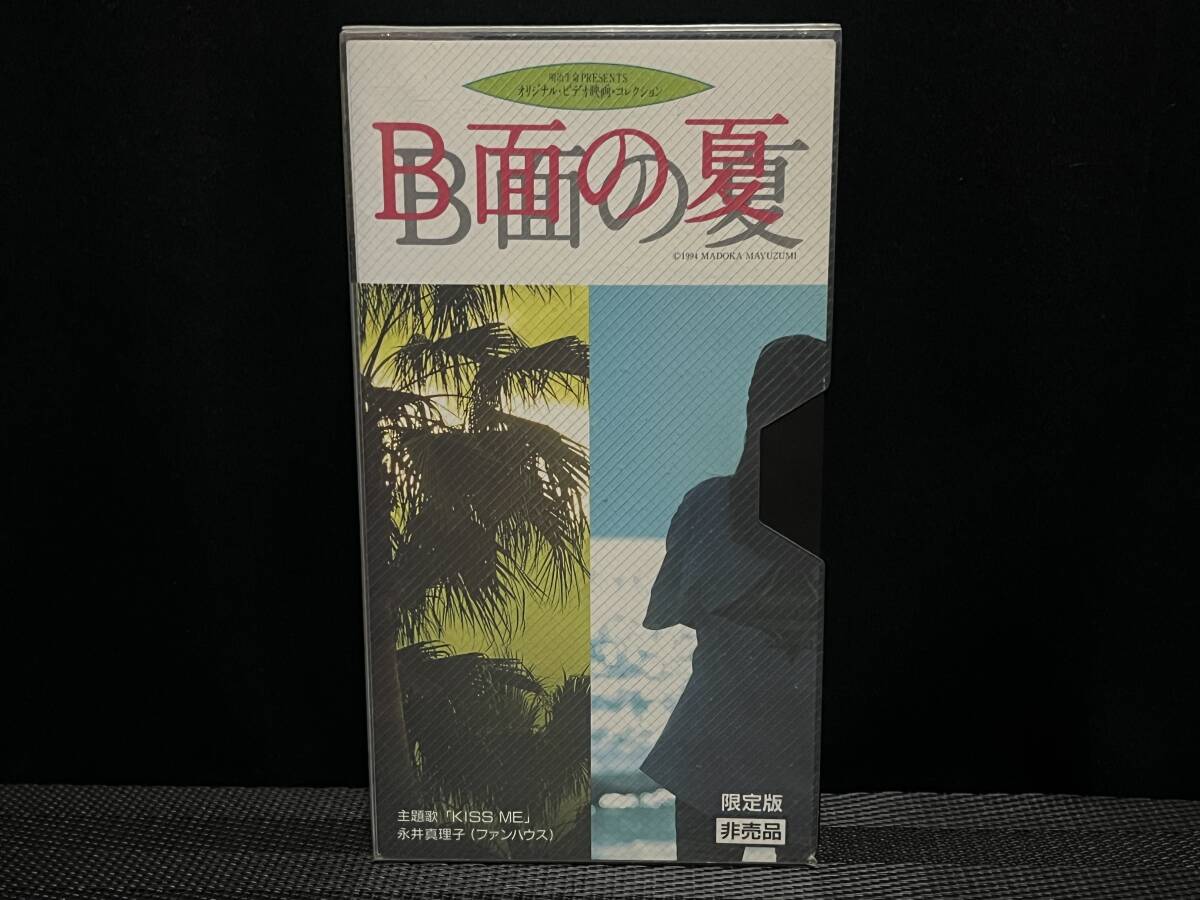 明治生命PRESENTS
オリジナル・ビデオ映画・コレクション
B面の夏
©1994 MADOKA MAYUZUMI
主題歌「KISS ME」
永井真理子（ファンハウス）
限定版
非売品